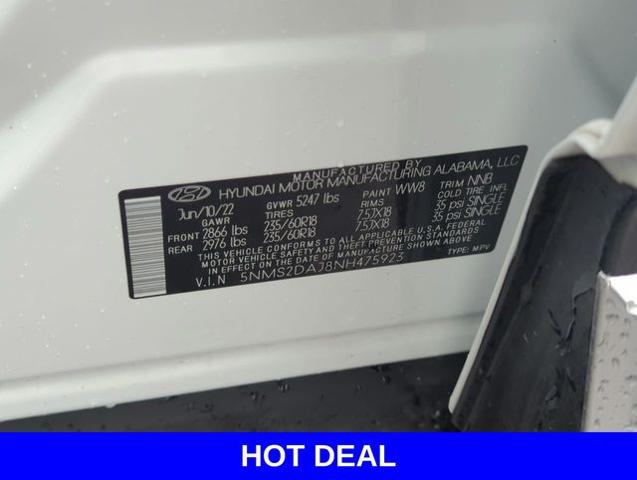 MANUFACTURED BY
HYUNDAI MOTOR MANUFACTURING ALABAMA, LLC
Jun/10/22 GVWR 5247 lbs PAINT WW8 TRIM NNB
GAWR TIRES RIMS COLD TIRE INFL
FRONT 2866 lbs 235/60R18 7.5JX18 35 psi SINGLE
REAR 2976 lbs 235/60R18 7.5JX18 35 psi SINGLE
THIS VEHICLE CONFORMS TO ALL APPLICABLE U.S.A FEDERAL
MOTOR VEHICLE SAFETY AND THEFT PREVENTION STANDARDS
IN EFFECT ON THE DATE OF MANUFACTURE SHOWN ABOVE.
V.I.N 5NMS2DAJ8NH475923 TYPE: MPV
HOT DEAL